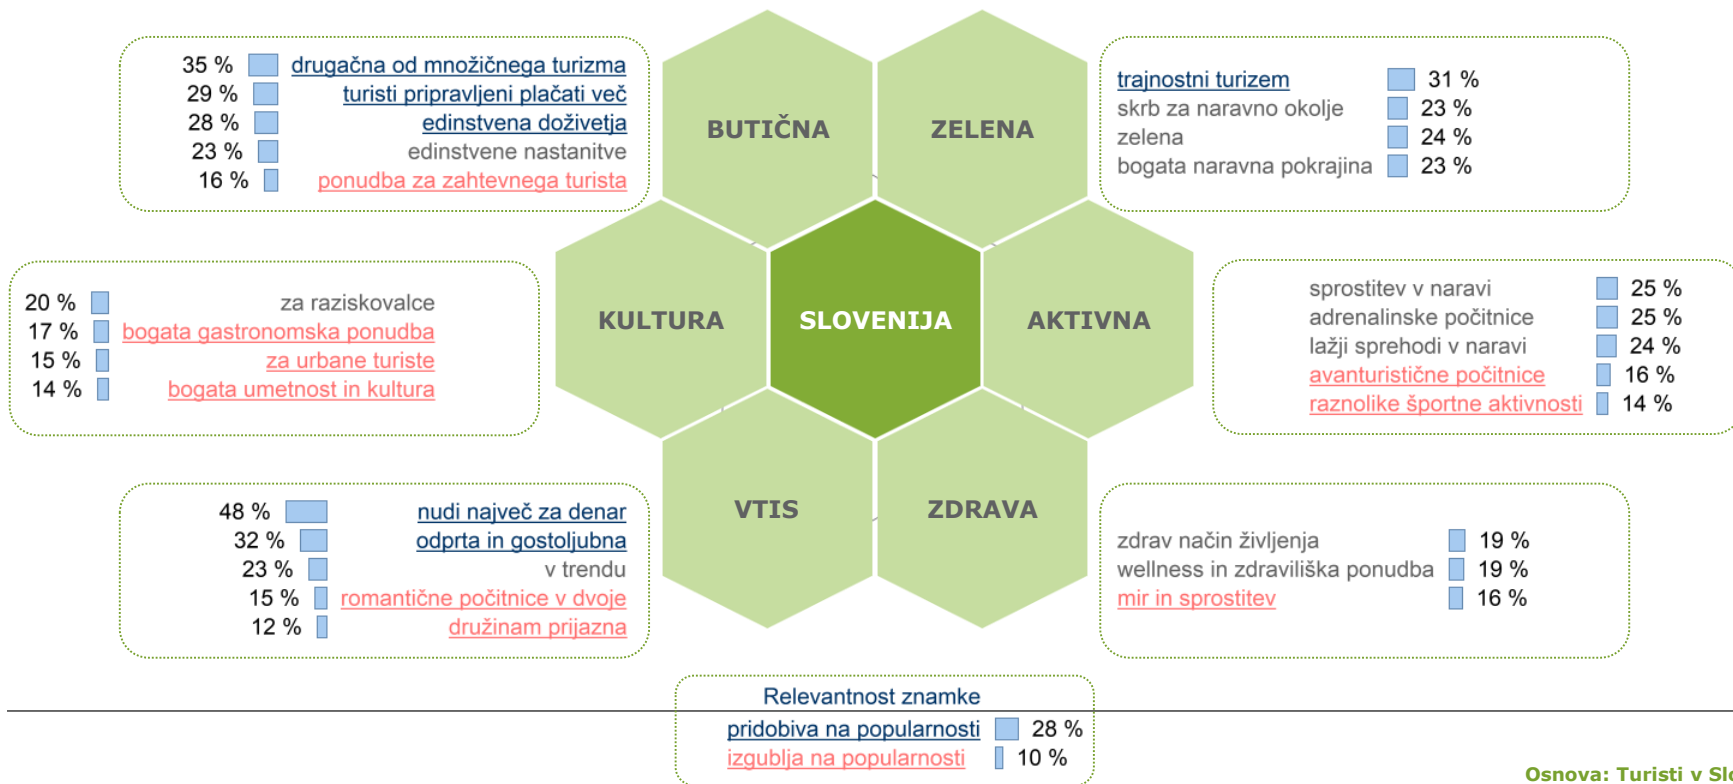 35 % drugačna od množičnega turizma
29 % turisti pripravljeni plačati več
28 % edinstvena doživetja
23 % edinstvene nastanitve
16 % ponudba za zahtevnega turista
BUTIČNA
ZELENA
trajnostni turizem 31 %
skrb za naravno okolje 23 %
zelena 24 %
bogata naravna pokrajina 23 %
20 % za raziskovalce
17 % bogata gastronomska ponudba
15 % za urbane turiste
14 % bogata umetnost in kultura
KULTURA
SLOVENIJA
AKTIVNA
sprostitev v naravi 25 %
adrenalinske počitnice 25 %
lažji sprehodi v naravi 24 %
avanturistične počitnice 16 %
raznolike športne aktivnosti 14 %
48 % nudi največ za denar
32 % odprta in gostoljubna
23 % v trendu
15 % romantične počitnice v dvoje
12 % družinam prijazna
VTIS
ZDRAVA
zdrav način življenja 19 %
wellness in zdraviliška ponudba 19 %
mir in sprostitev 16 %
Relevantnost znamke
pridobiva na popularnosti 28 %
izgublja na popularnosti 10 %
Osnova: Turisti v Slo